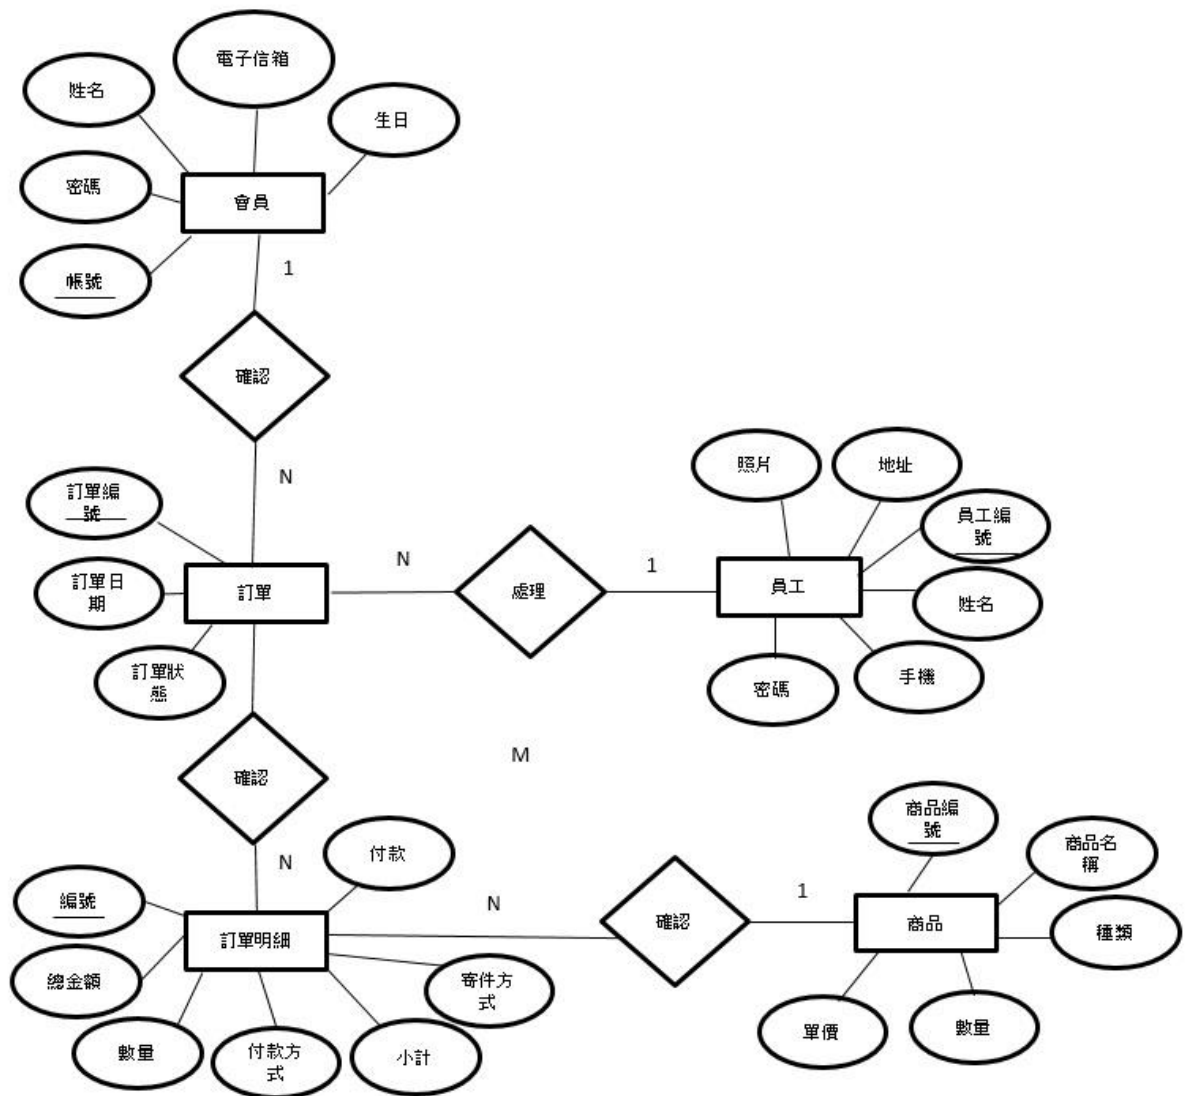 電子信箱
姓名
生日
密碼
會員
帳號
1
確認
N
訂單編
號
訂單日
期
訂單
訂單狀
態
N
處理
1
照片
地址
員工編
號
員工
姓名
密碼
手機
確認
M
N
付款
編號
訂單明細
總金額
數量
付款方
式
小計
寄件方
式
N
確認
1
商品編
號
商品名
稱
商品
種類
單價
數量